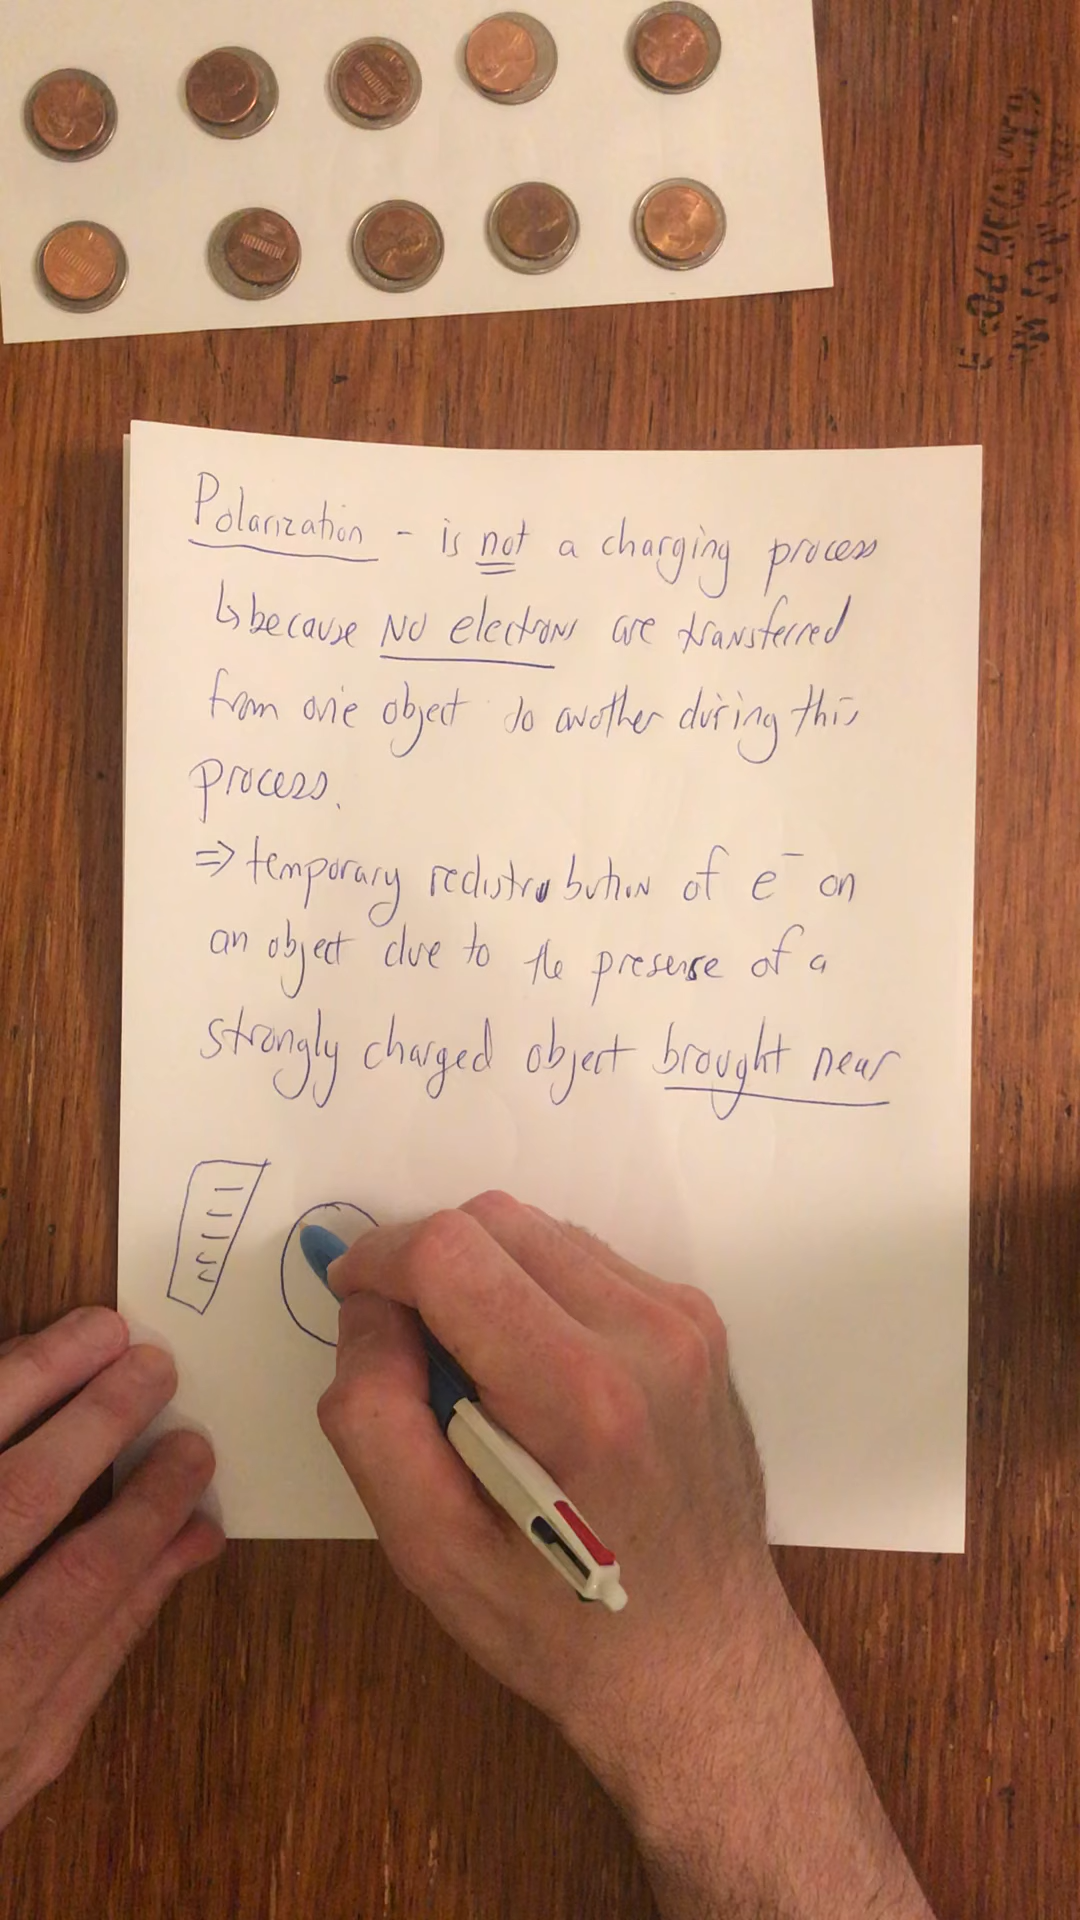 Polarization - is not a charging process
↳ because NO electrons are transferred
from one object to another during this
process.
⇒ temporary redistribution of e⁻ on
an object due to the presense of a
strongly charged object brought near